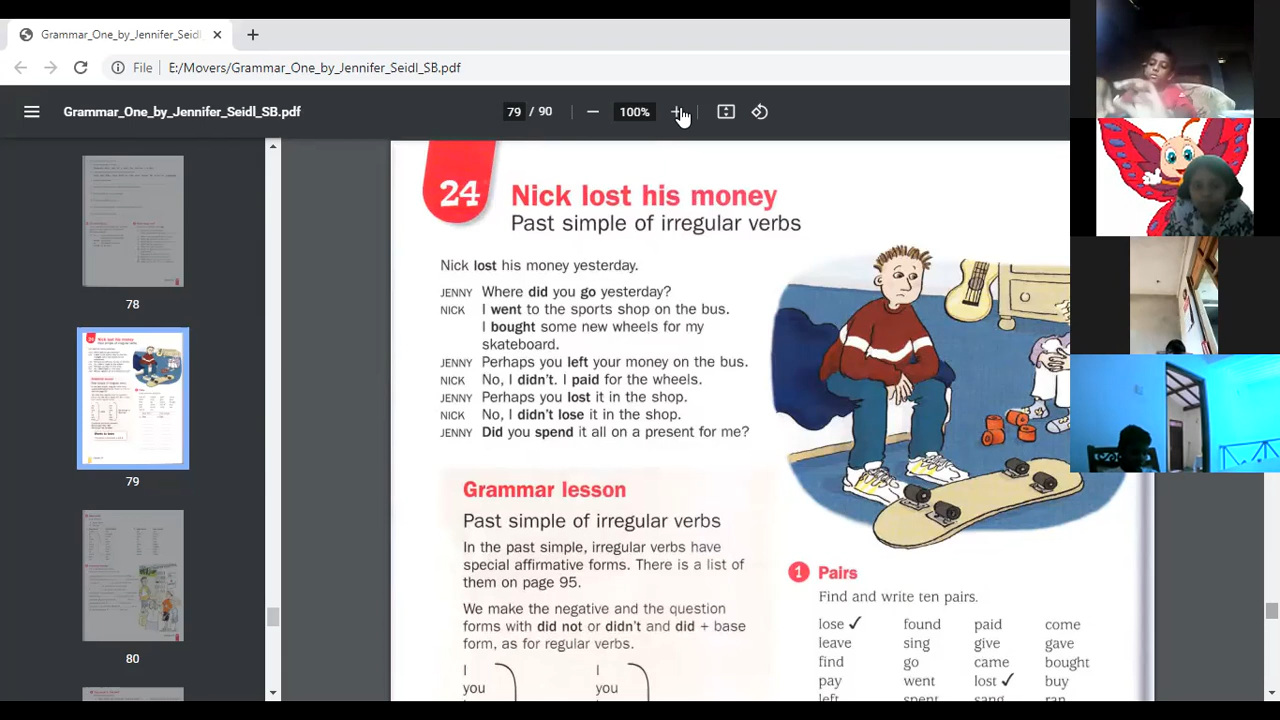 Grammar_One_by_Jennifer_Seidl
File
E:/Movers/Grammar_One_by_Jennifer_Seidl_SB.pdf
Grammar_One_by_Jennifer_Seidl_SB.pdf
79 / 90
100%
78
79
80
24
Nick lost his money
Past simple of irregular verbs
Nick lost his money yesterday.
JENNY Where did you go yesterday?
NICK I went to the sports shop on the bus.
I bought some new wheels for my
skateboard.
JENNY Perhaps you left your money on the bus.
NICK No, I didn't. I paid for the wheels.
JENNY Perhaps you lost it in the shop.
NICK No, I didn't lose it in the shop.
JENNY Did you spend it all on a present for me?
Grammar lesson
Past simple of irregular verbs
In the past simple, irregular verbs have
special affirmative forms. There is a list of
them on page 95.
We make the negative and the question
forms with did not or didn't and did + base
form, as for regular verbs.
I I
you you
1 Pairs
Find and write ten pairs.
lose ✓ found paid come
leave sing give gave
find go came bought
pay went lost ✓ buy
left spent sang ran